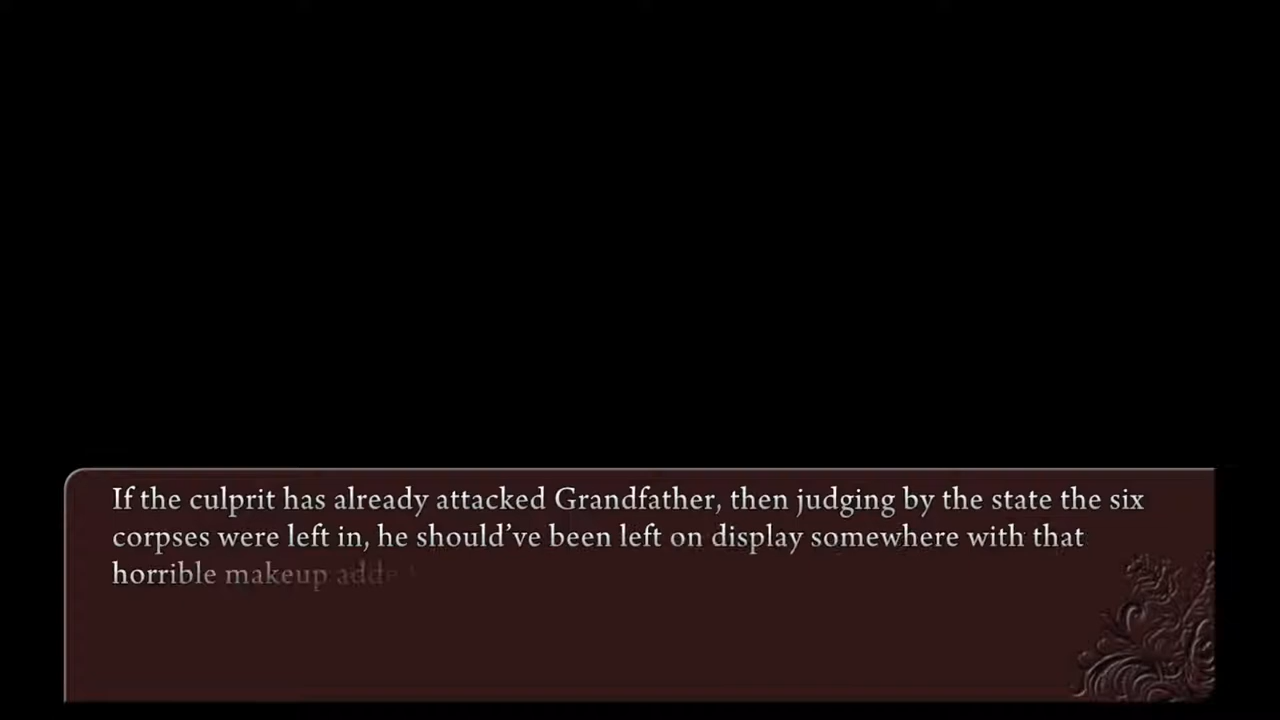 If the culprit has already attacked Grandfather, then judging by the state the six
corpses were left in, he should've been left on display somewhere with that
horrible makeup adde